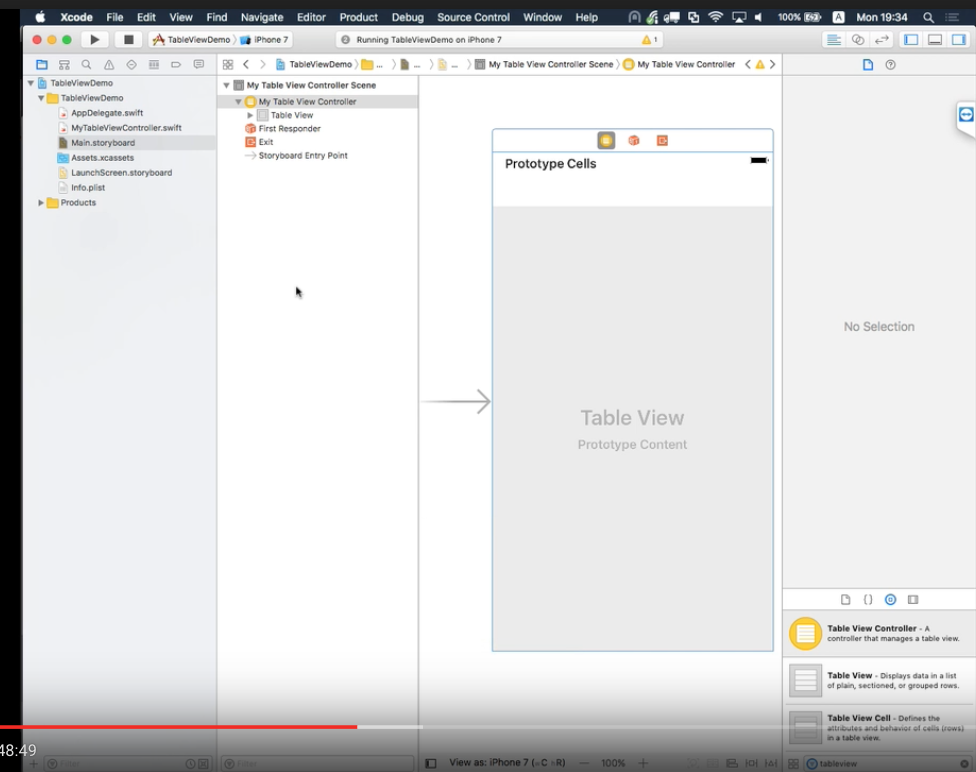 Xcode File Edit View Find Navigate Editor Product Debug Source Control Window Help 100% A Mon 19:34
TableViewDemo iPhone 7 Running TableViewDemo on iPhone 7 1
TableViewDemo ... ... ... My Table View Controller Scene My Table View Controller
TableViewDemo
TableViewDemo
AppDelegate.swift
MyTableViewController.swift
Main.storyboard
Assets.xcassets
LaunchScreen.storyboard
Info.plist
Products
My Table View Controller Scene
My Table View Controller
Table View
First Responder
Exit
Storyboard Entry Point
Prototype Cells
Table View
Prototype Content
No Selection
Table View Controller - A
controller that manages a table view.
Table View - Displays data in a list
of plain, sectioned, or grouped rows.
Table View Cell - Defines the
attributes and behavior of cells (rows)
in a table view.
48:49
Filter
Filter
View as: iPhone 7 (wC hR) — 100% +
tableview